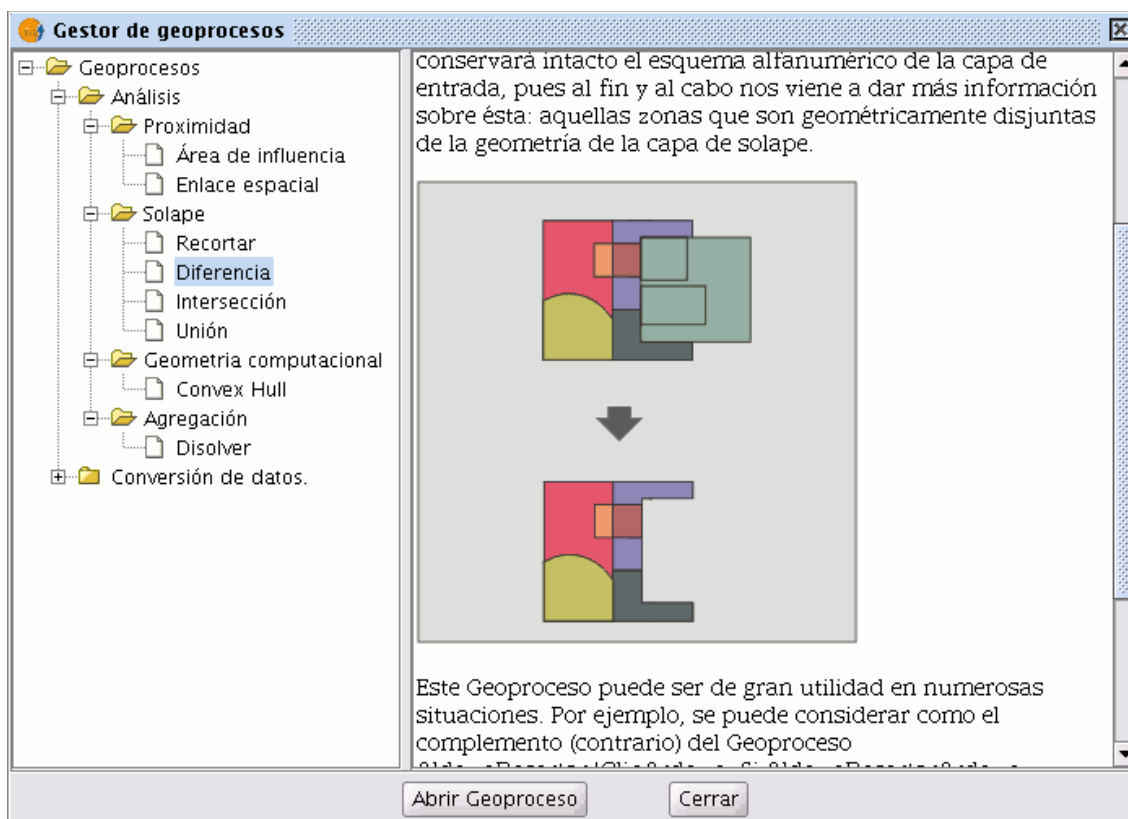 Gestor de geoprocesos
Geoprocesos
Análisis
Proximidad
Área de influencia
Enlace espacial
Solape
Recortar
Diferencia
Intersección
Unión
Geometria computacional
Convex Hull
Agregación
Disolver
Conversión de datos.
conservará intacto el esquema alfanumérico de la capa de
entrada, pues al fin y al cabo nos viene a dar más información
sobre ésta: aquellas zonas que son geométricamente disjuntas
de la geometría de la capa de solape.
Este Geoproceso puede ser de gran utilidad en numerosas
situaciones. Por ejemplo, se puede considerar como el
complemento (contrario) del Geoproceso
Abrir Geoproceso
Cerrar